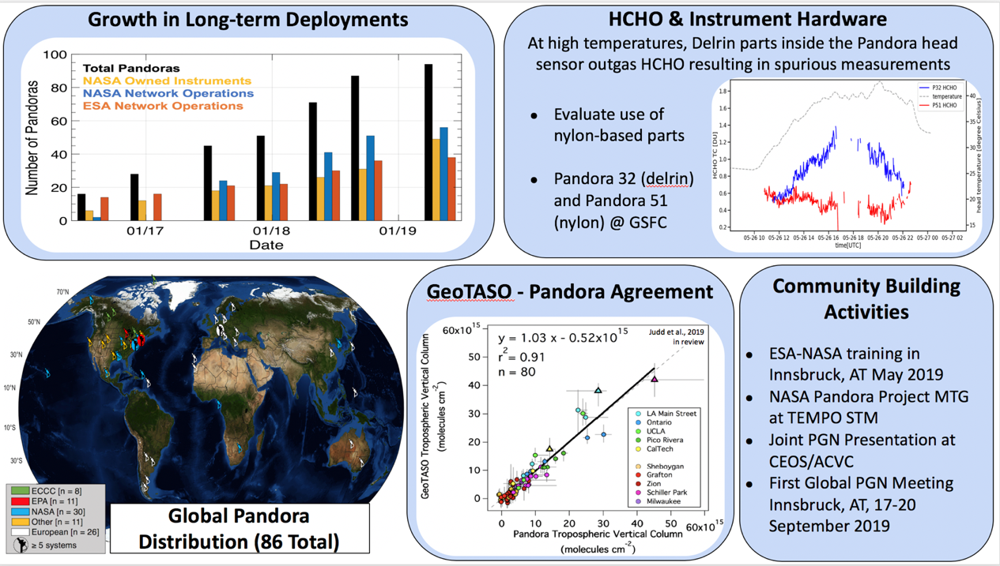 Growth in Long-term Deployments
Number of Pandoras
100
80
60
40
20
0
Total Pandoras
NASA Owned Instruments
NASA Network Operations
ESA Network Operations
01/17
01/18
01/19
Date
HCHO & Instrument Hardware
At high temperatures, Delrin parts inside the Pandora head
sensor outgas HCHO resulting in spurious measurements
• Evaluate use of
nylon-based parts
• Pandora 32 (delrin)
and Pandora 51
(nylon) @ GSFC
HCHO TC [DU]
1.8
1.6
1.4
1.2
1.0
0.8
0.6
0.4
0.2
P32 HCHO
temperature
P51 HCHO
40
35
30
25
20
15
head temperature [degree Celsius]
05-26 10
05-26 12
05-26 14
05-26 16
05-26 18
05-26 20
05-26 22
05-27 00
05-27 02
time[UTC]
70°N
50°N
30°N
10°N
10°S
30°S
ECCC [n = 8]
EPA [n = 11]
NASA [n = 30]
Other [n = 11]
European [n = 26]
≥ 5 systems
Global Pandora
Distribution (86 Total)
GeoTASO - Pandora Agreement
GeoTASO Tropospheric Vertical Column
(molecules cm-2)
60x10^15
50
40
30
20
10
0
y = 1.03 x - 0.52x10^15
r^2 = 0.91
n = 80
Judd et al., 2019
in review
LA Main Street
Ontario
UCLA
Pico Rivera
CalTech
Sheboygan
Grafton
Zion
Schiller Park
Milwaukee
0
10
20
30
40
50
60x10^15
Pandora Tropospheric Vertical Column
(molecules cm-2)
Community Building
Activities
• ESA-NASA training in
Innsbruck, AT May 2019
• NASA Pandora Project MTG
at TEMPO STM
• Joint PGN Presentation at
CEOS/ACVC
• First Global PGN Meeting
Innsbruck, AT, 17-20
September 2019